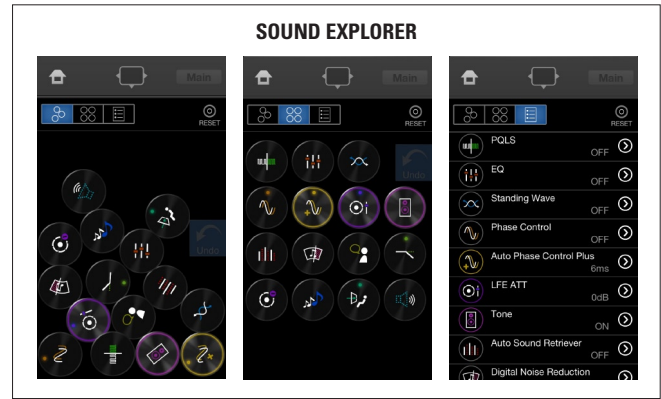 SOUND EXPLORER
Main
RESET
Undo
Main
RESET
Undo
Main
RESET
PQLS
OFF
EQ
OFF
Standing Wave
OFF
Phase Control
OFF
Auto Phase Control Plus
6ms
LFE ATT
0dB
Tone
ON
Auto Sound Retriever
OFF
Digital Noise Reduction